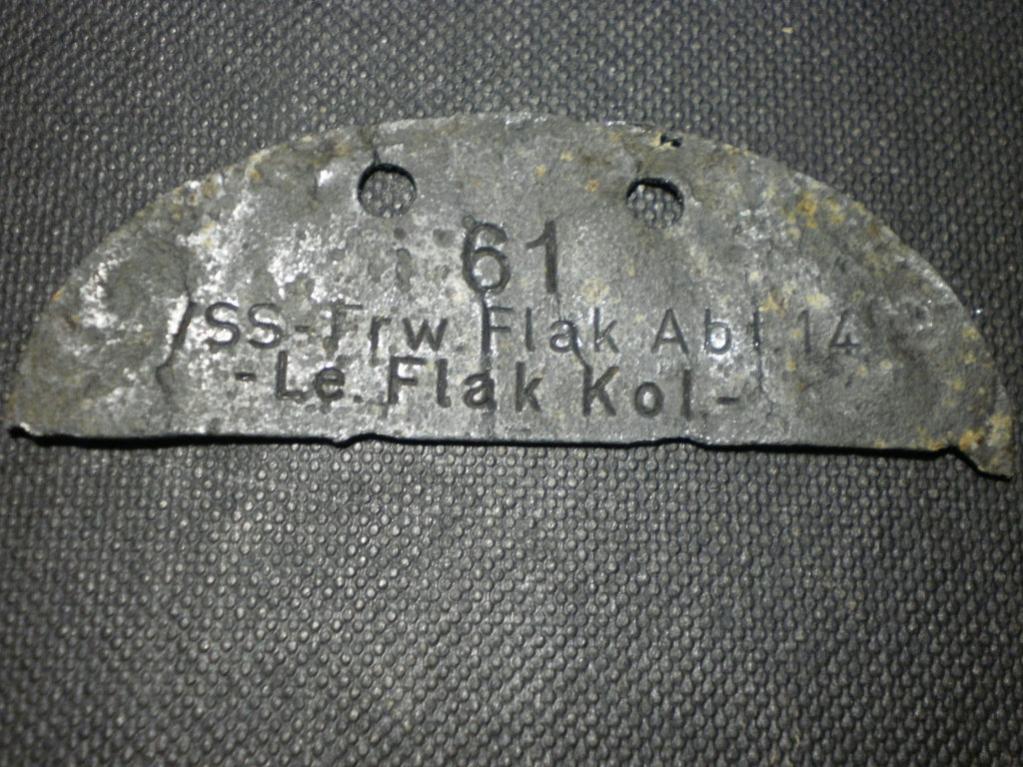 61
/SS-Frw. Flak Abt. 14
-Le. Flak Kol.-